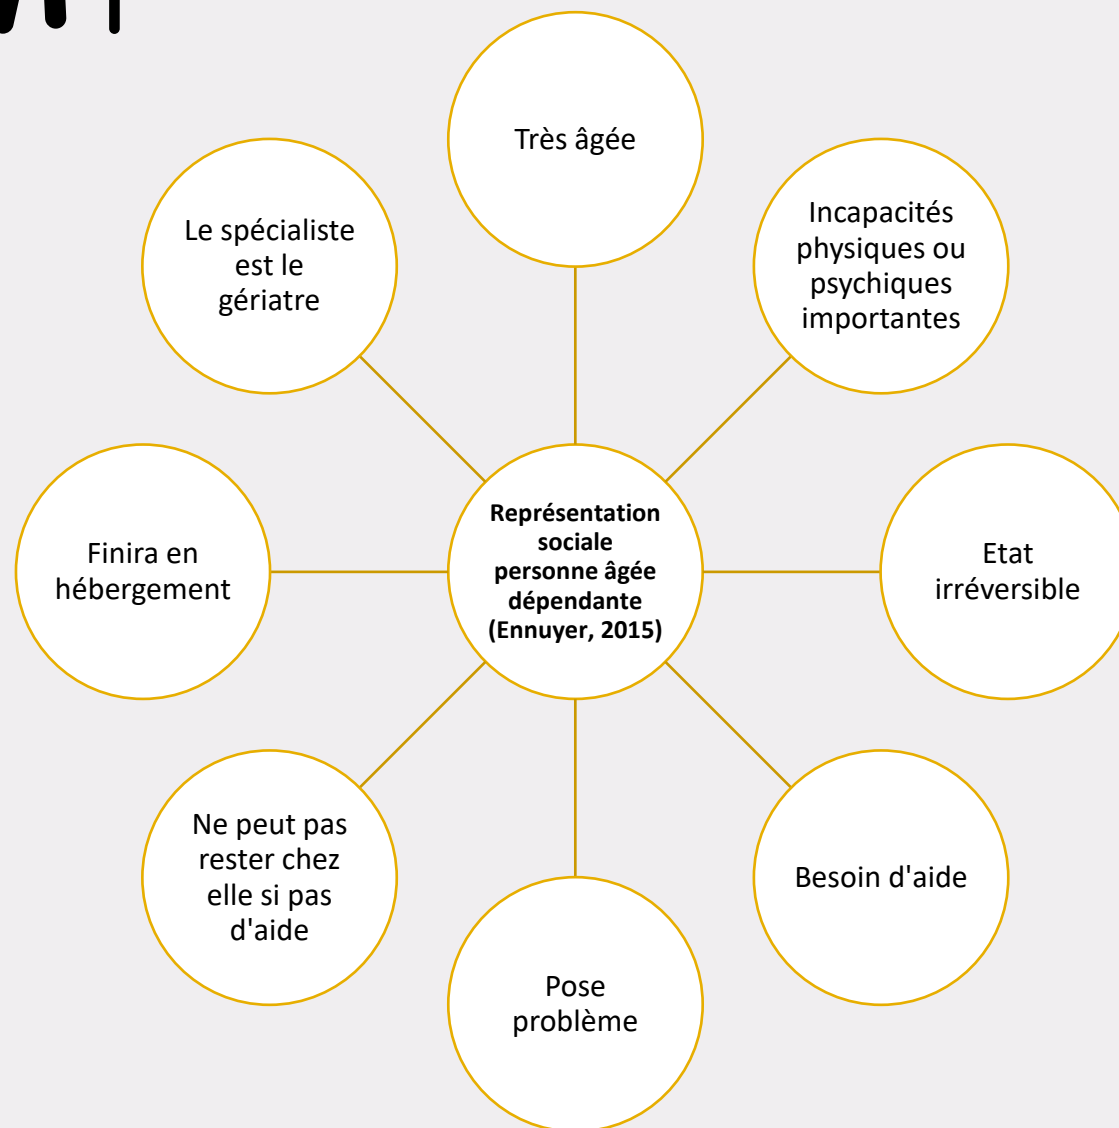 Très âgée
Incapacités
physiques ou
psychiques
importantes
Etat
irréversible
Besoin d'aide
Pose
problème
Ne peut pas
rester chez
elle si pas
d'aide
Finira en
hébergement
Le spécialiste
est le
gériatre
Représentation
sociale
personne âgée
dépendante
(Ennuyer, 2015)